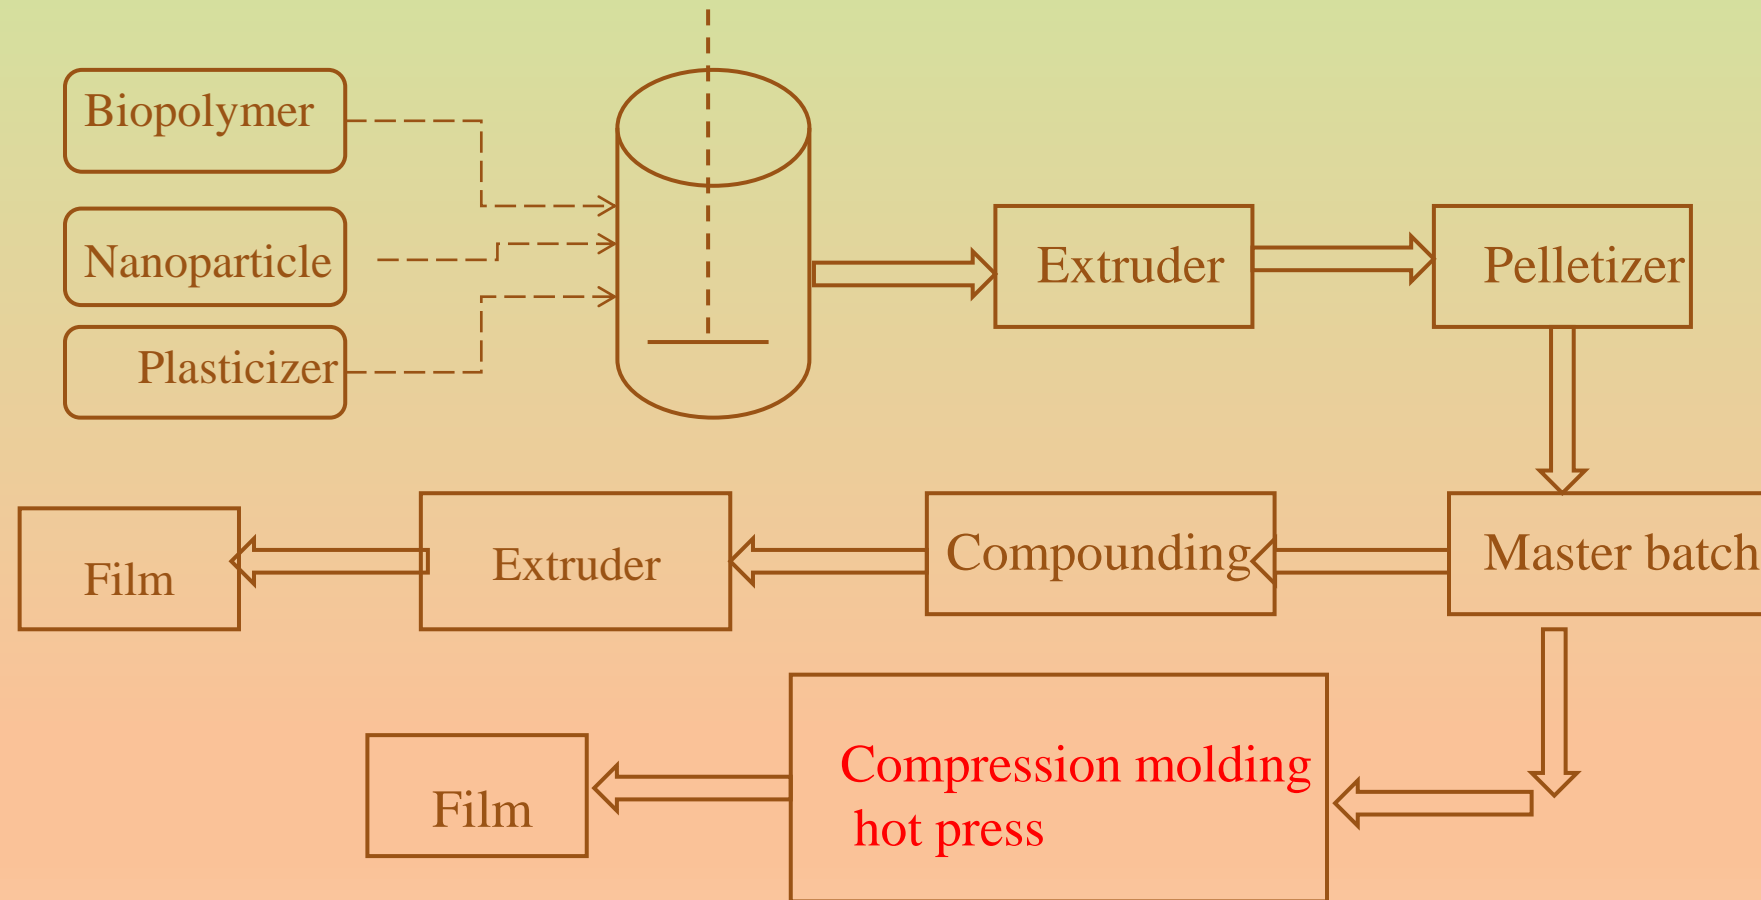 Biopolymer
Nanoparticle
Plasticizer
Extruder
Pelletizer
Film
Extruder
Compounding
Master batch
Film
Compression molding
hot press